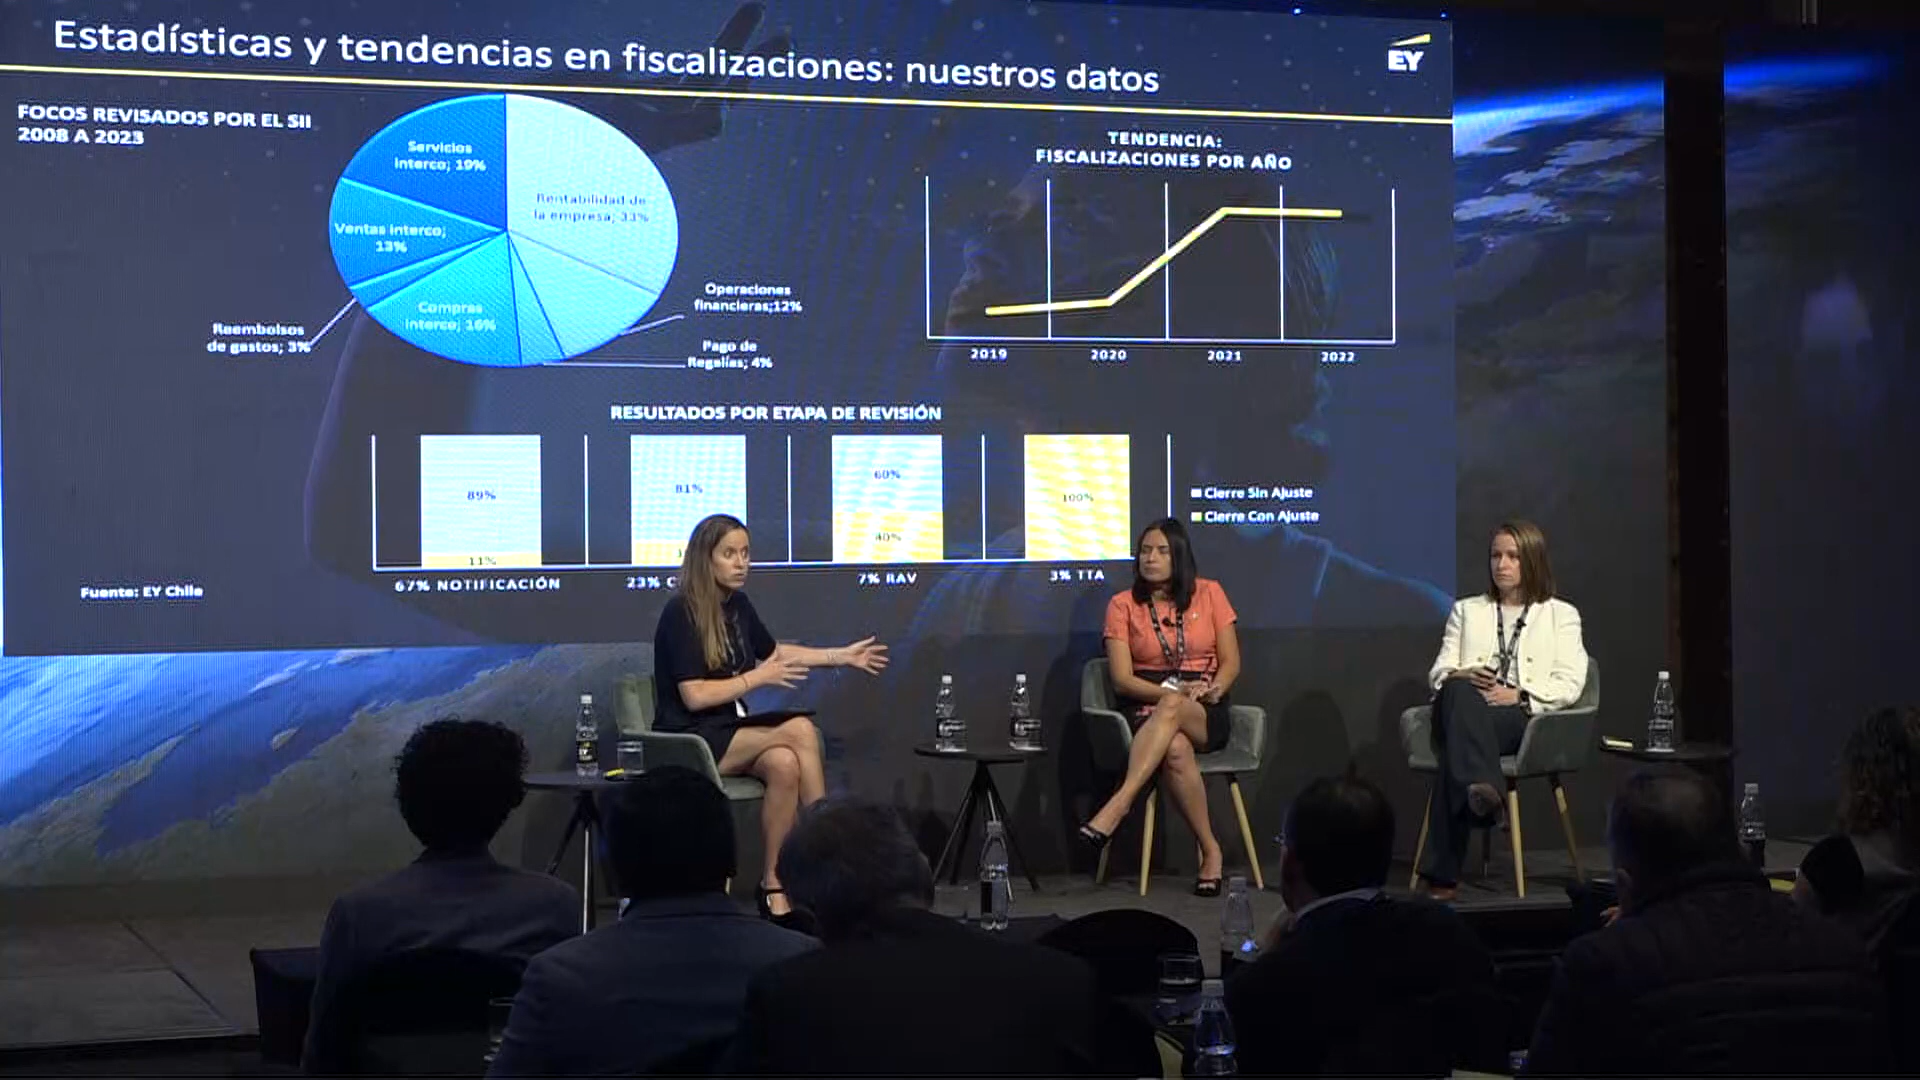 Estadísticas y tendencias en fiscalizaciones: nuestros datos
EY
FOCOS REVISADOS POR EL SII
2008 A 2023
Servicios
interco; 19%
Rentabilidad de
la empresa; 33%
Ventas interco;
13%
Compras
interco; 16%
Reembolsos
de gastos; 3%
Operaciones
financieras;12%
Pago de
Regalías; 4%
TENDENCIA:
FISCALIZACIONES POR AÑO
2019
2020
2021
2022
RESULTADOS POR ETAPA DE REVISIÓN
89%
81%
60%
100%
11%
40%
67% NOTIFICACIÓN
23%
7% RAV
3% TTA
Cierre Sin Ajuste
Cierre Con Ajuste
Fuente: EY Chile